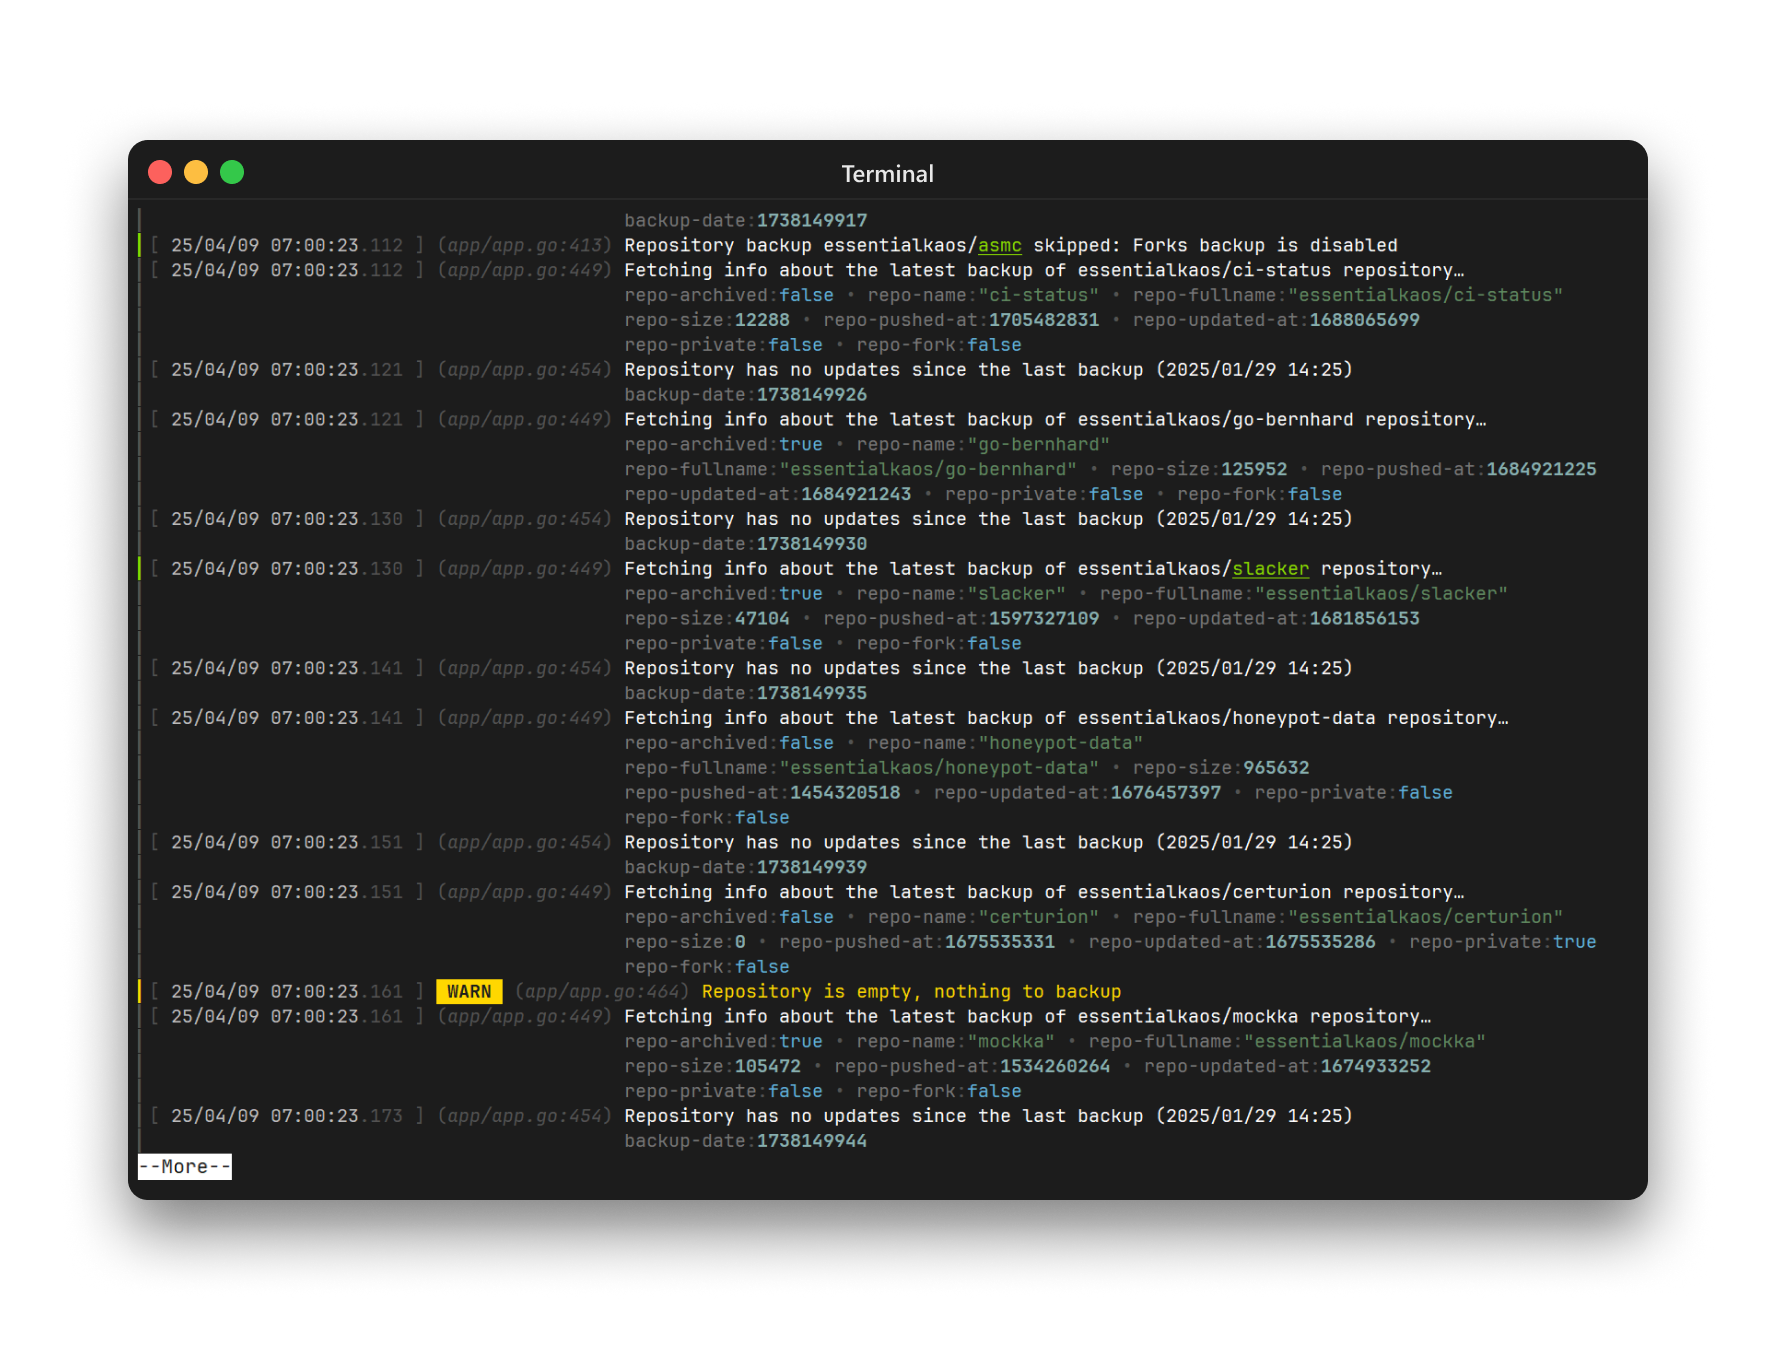 Terminal
backup-date:1738149917
[ 25/04/09 07:00:23.112 ] (app/app.go:413) Repository backup essentialkaos/asmc skipped: Forks backup is disabled
[ 25/04/09 07:00:23.112 ] (app/app.go:449) Fetching info about the latest backup of essentialkaos/ci-status repository…
repo-archived:false • repo-name:"ci-status" • repo-fullname:"essentialkaos/ci-status"
repo-size:12288 • repo-pushed-at:1705482831 • repo-updated-at:1688065699
repo-private:false • repo-fork:false
[ 25/04/09 07:00:23.121 ] (app/app.go:454) Repository has no updates since the last backup (2025/01/29 14:25)
backup-date:1738149926
[ 25/04/09 07:00:23.121 ] (app/app.go:449) Fetching info about the latest backup of essentialkaos/go-bernhard repository…
repo-archived:true • repo-name:"go-bernhard"
repo-fullname:"essentialkaos/go-bernhard" • repo-size:125952 • repo-pushed-at:1684921225
repo-updated-at:1684921243 • repo-private:false • repo-fork:false
[ 25/04/09 07:00:23.130 ] (app/app.go:454) Repository has no updates since the last backup (2025/01/29 14:25)
backup-date:1738149930
[ 25/04/09 07:00:23.130 ] (app/app.go:449) Fetching info about the latest backup of essentialkaos/slacker repository…
repo-archived:true • repo-name:"slacker" • repo-fullname:"essentialkaos/slacker"
repo-size:47104 • repo-pushed-at:1597327109 • repo-updated-at:1681856153
repo-private:false • repo-fork:false
[ 25/04/09 07:00:23.141 ] (app/app.go:454) Repository has no updates since the last backup (2025/01/29 14:25)
backup-date:1738149935
[ 25/04/09 07:00:23.141 ] (app/app.go:449) Fetching info about the latest backup of essentialkaos/honeypot-data repository…
repo-archived:false • repo-name:"honeypot-data"
repo-fullname:"essentialkaos/honeypot-data" • repo-size:965632
repo-pushed-at:1454320518 • repo-updated-at:1676457397 • repo-private:false
repo-fork:false
[ 25/04/09 07:00:23.151 ] (app/app.go:454) Repository has no updates since the last backup (2025/01/29 14:25)
backup-date:1738149939
[ 25/04/09 07:00:23.151 ] (app/app.go:449) Fetching info about the latest backup of essentialkaos/certurion repository…
repo-archived:false • repo-name:"certurion" • repo-fullname:"essentialkaos/certurion"
repo-size:0 • repo-pushed-at:1675535331 • repo-updated-at:1675535286 • repo-private:true
repo-fork:false
[ 25/04/09 07:00:23.161 ] WARN (app/app.go:464) Repository is empty, nothing to backup
[ 25/04/09 07:00:23.161 ] (app/app.go:449) Fetching info about the latest backup of essentialkaos/mockka repository…
repo-archived:true • repo-name:"mockka" • repo-fullname:"essentialkaos/mockka"
repo-size:105472 • repo-pushed-at:1534260264 • repo-updated-at:1674933252
repo-private:false • repo-fork:false
[ 25/04/09 07:00:23.173 ] (app/app.go:454) Repository has no updates since the last backup (2025/01/29 14:25)
backup-date:1738149944
--More--